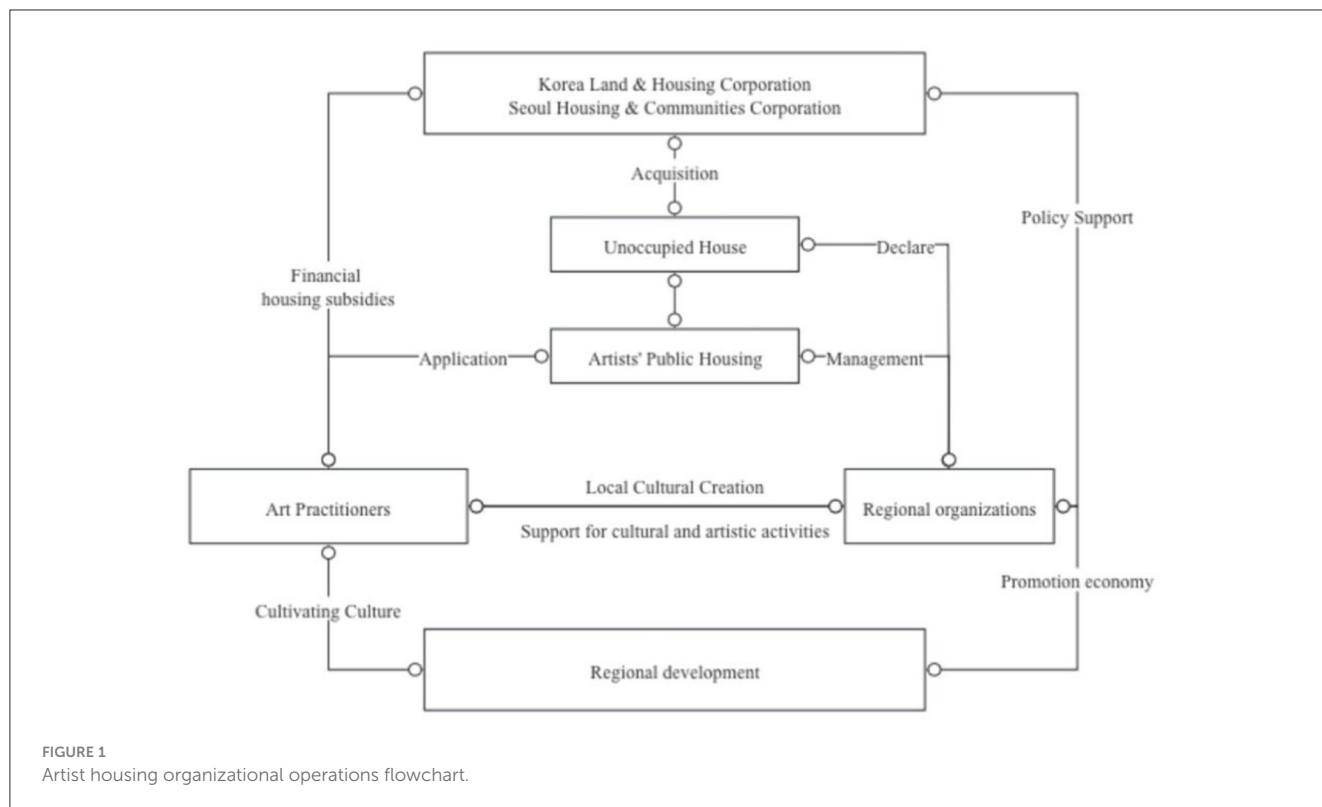 Korea Land & Housing Corporation
Seoul Housing & Communities Corporation
Acquisition
Policy Support
Unoccupied House
Declare
Financial
housing subsidies
Application
Artists' Public Housing
Management
Local Cultural Creation
Art Practitioners
Regional organizations
Support for cultural and artistic activities
Promotion economy
Cultivating Culture
Regional development
FIGURE 1
Artist housing organizational operations flowchart.